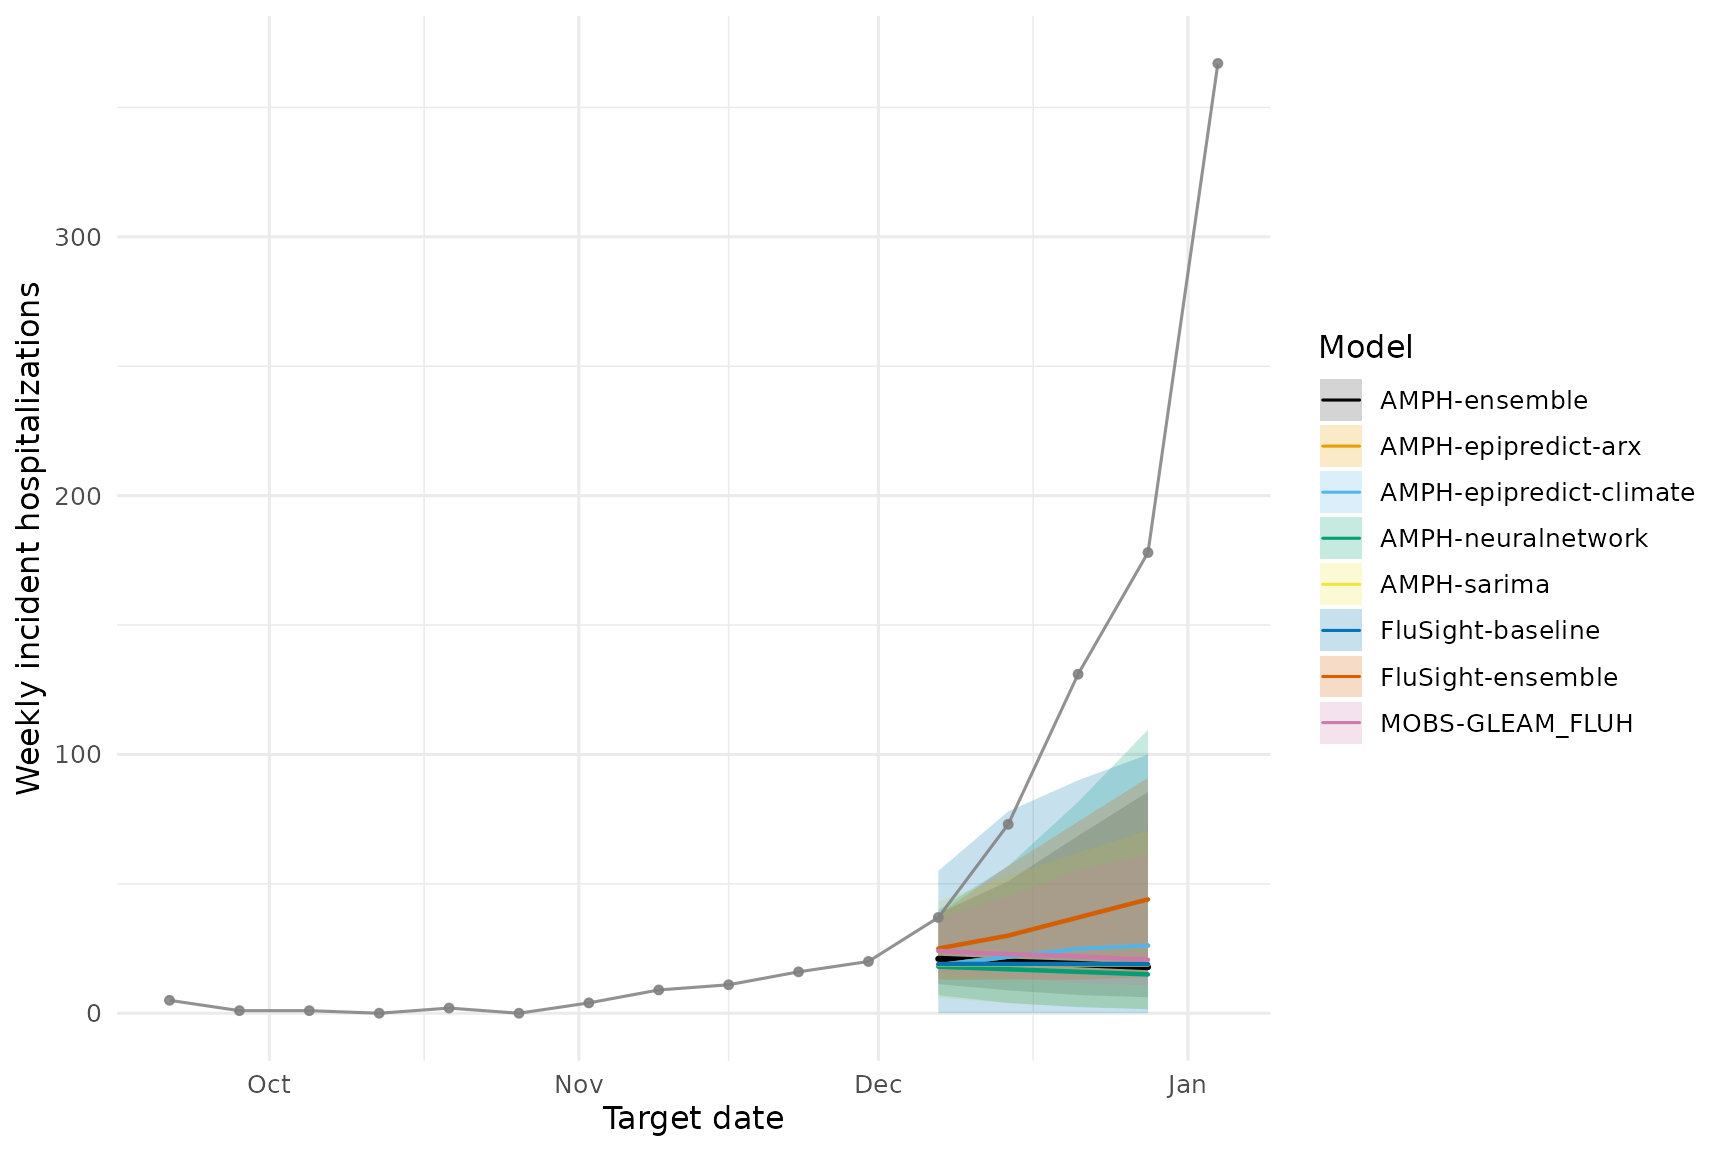 Weekly incident hospitalizations
300
200
100
0
Oct
Nov
Dec
Jan
Target date
Model
AMPH-ensemble
AMPH-epipredict-arx
AMPH-epipredict-climate
AMPH-neuralnetwork
AMPH-sarima
FluSight-baseline
FluSight-ensemble
MOBS-GLEAM_FLUH